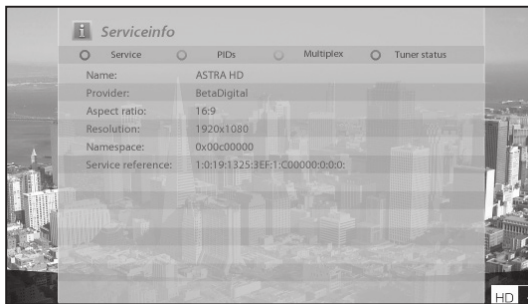 i Serviceinfo
Service PIDs Multiplex Tuner status
Name: ASTRA HD
Provider: BetaDigital
Aspect ratio: 16:9
Resolution: 1920x1080
Namespace: 0x00c00000
Service reference: 1:0:19:1325:3EF:1:C00000:0:0:0:
HD